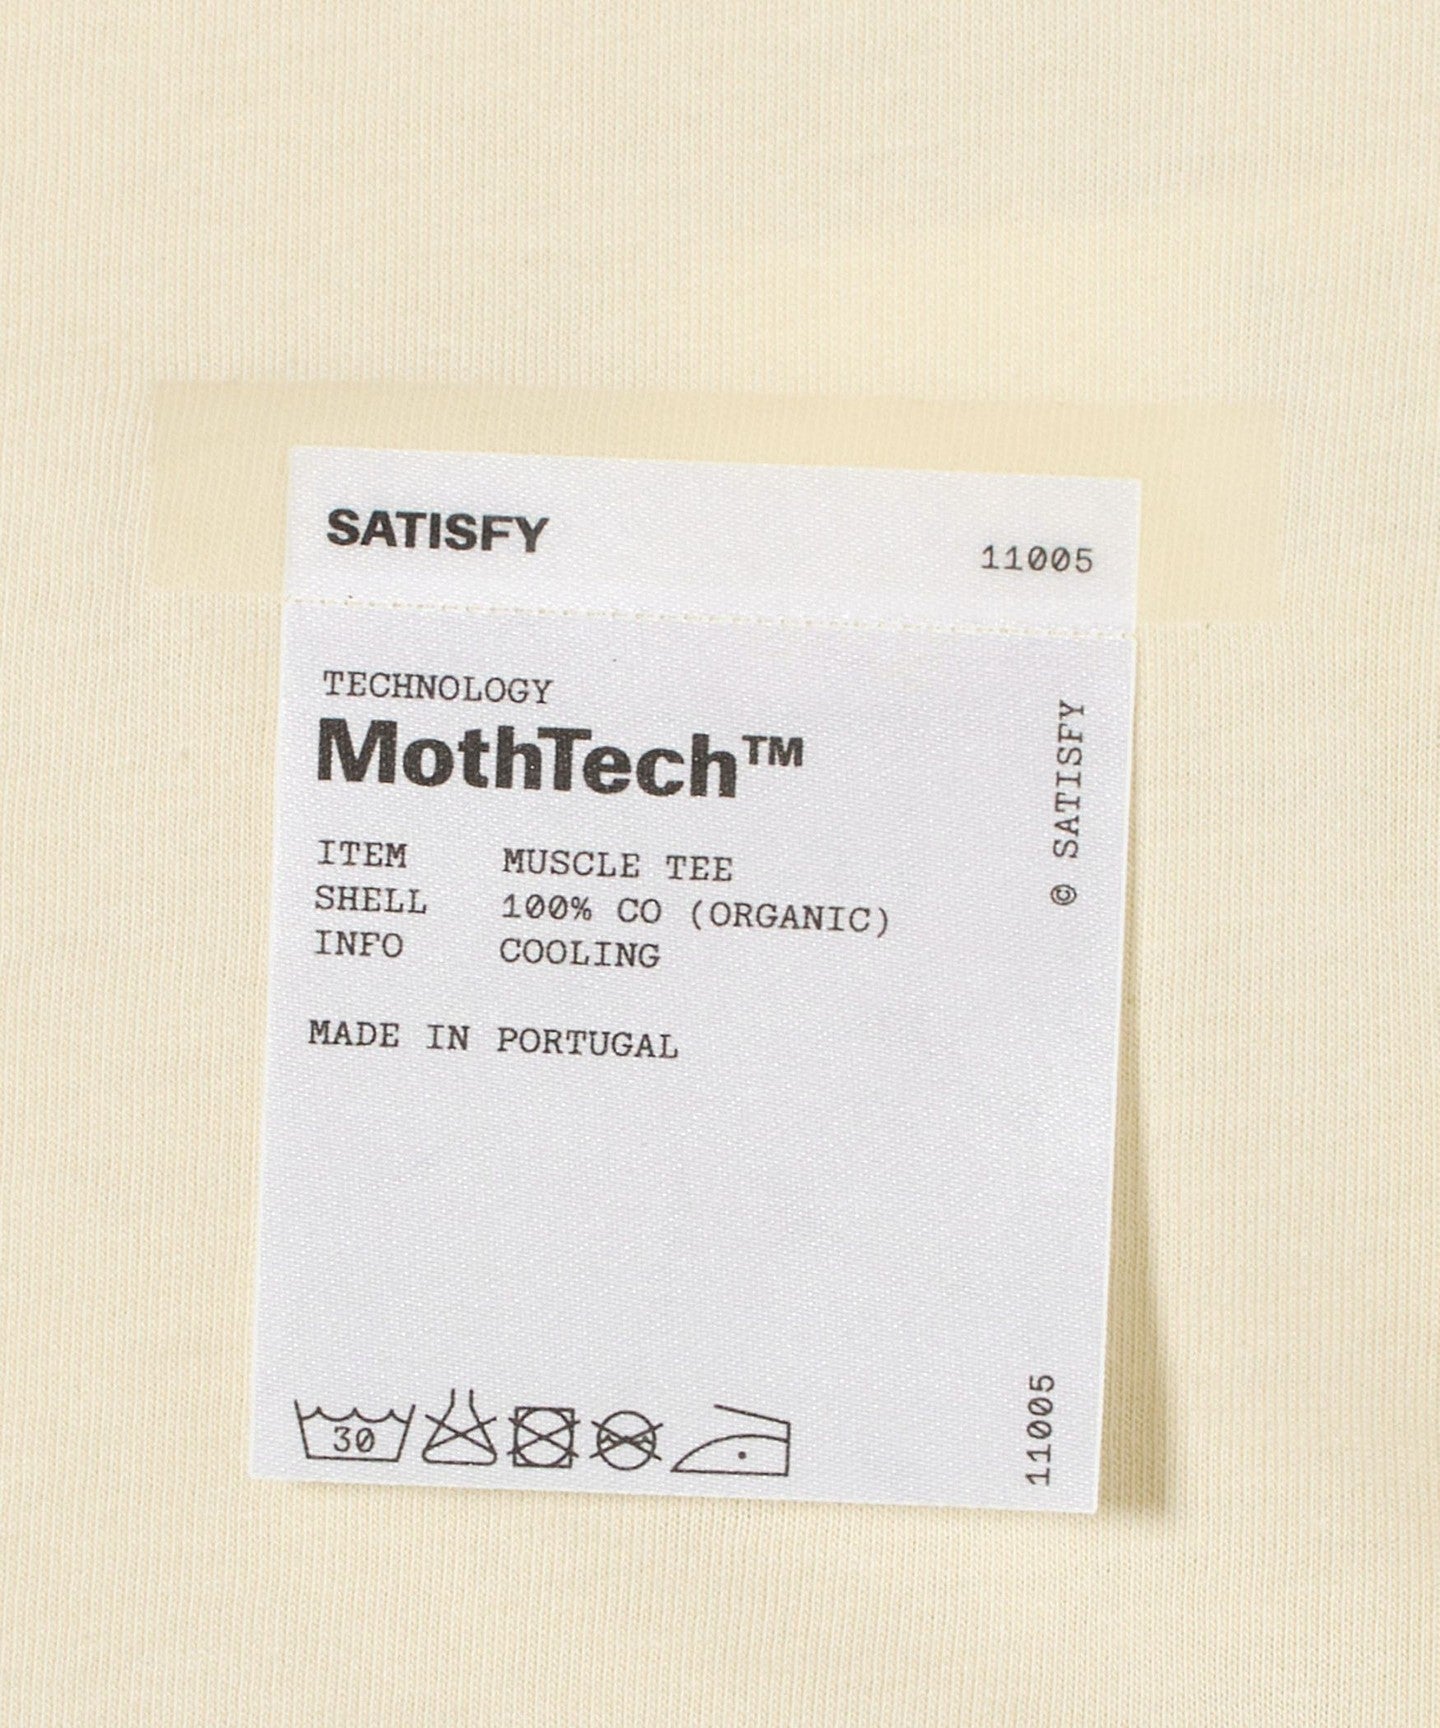 SATISFY
11005
TECHNOLOGY
MothTech™
ITEM MUSCLE TEE
SHELL 100% CO (ORGANIC)
INFO COOLING
MADE IN PORTUGAL
© SATISFY
30
11005